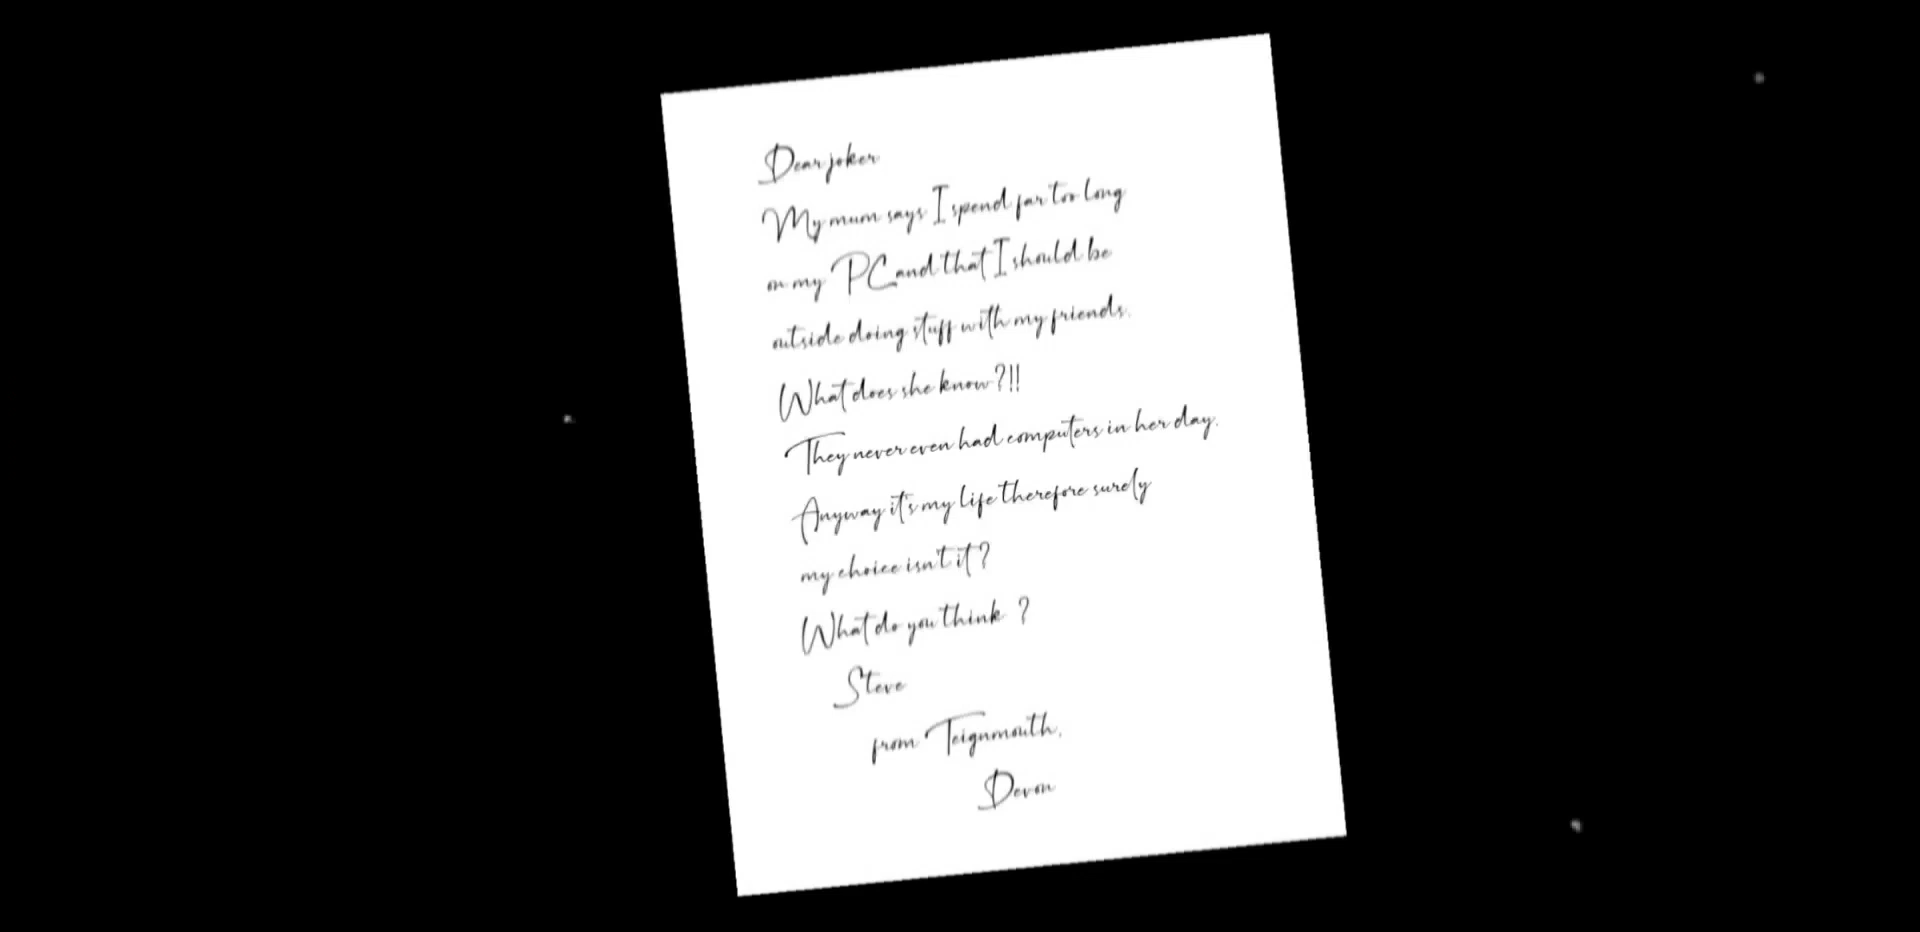 Dear joker
My mum says I spend far too long
on my PC and that I should be
outside doing stuff with my friends.
What does she know?!!
They never even had computers in her day.
Anyway it's my life therefore surely
my choice isn't it?
What do you think ?
Steve
from Teignmouth,
Devon